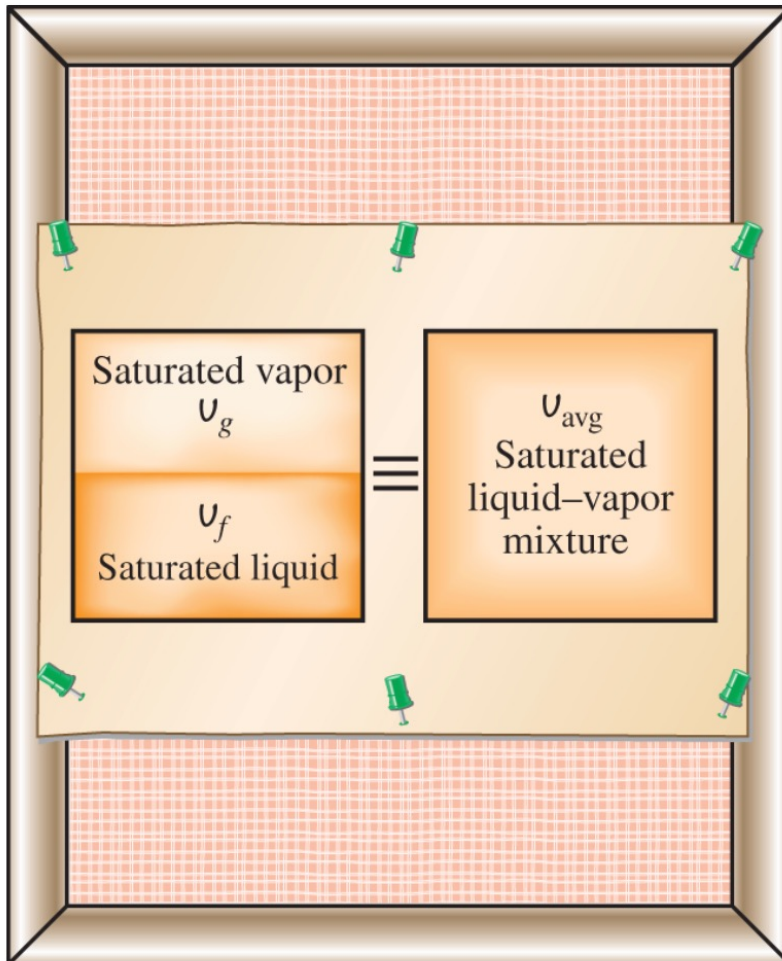 Saturated vapor
υg
υf
Saturated liquid
≡
υavg
Saturated
liquid–vapor
mixture